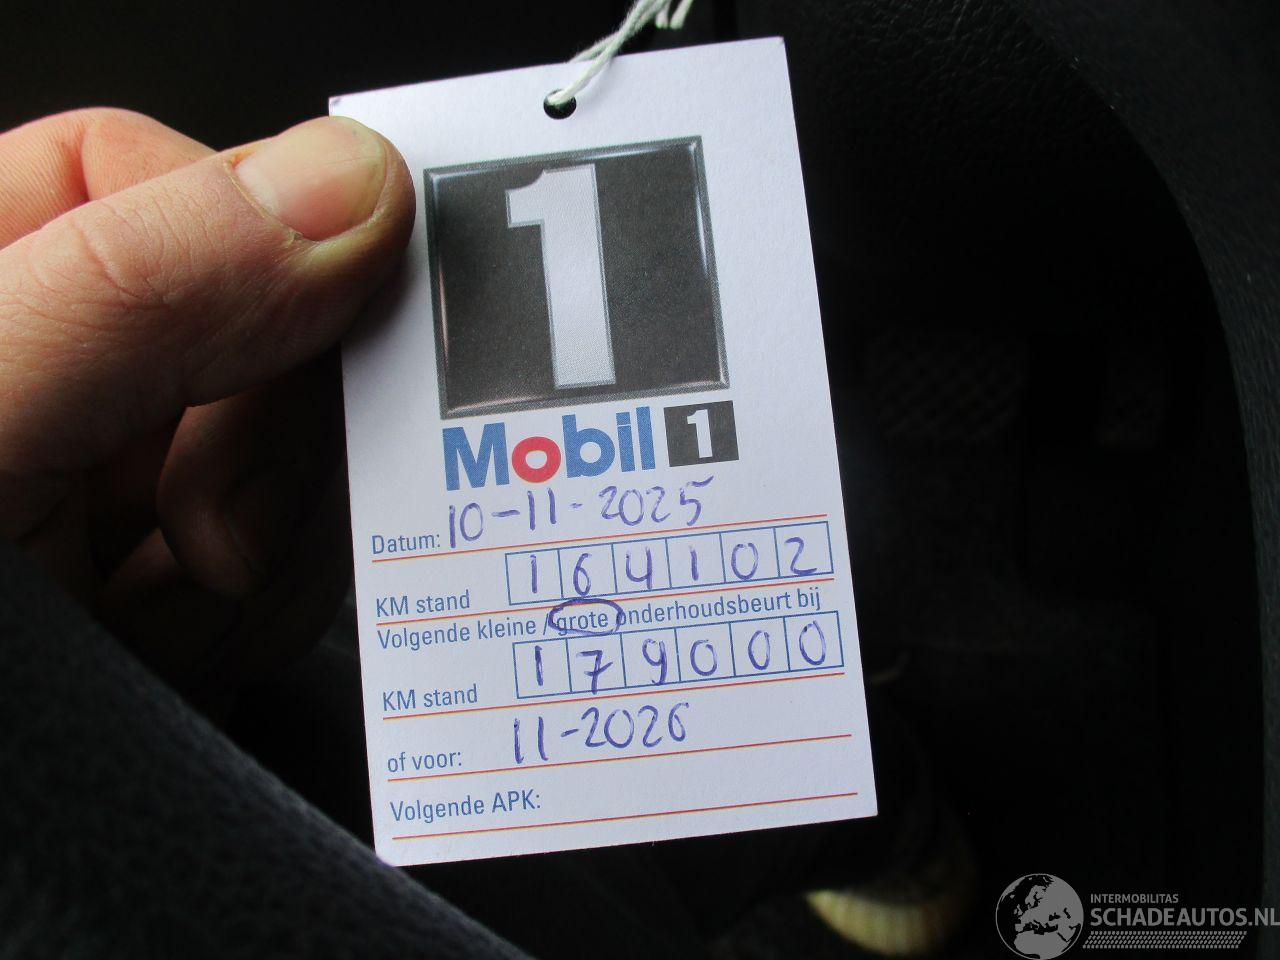 1
Mobil 1
Datum: 10-11-2025
KM stand 164102
Volgende kleine / grote onderhoudsbeurt bij
KM stand 179000
of voor: 11-2026
Volgende APK:
INTERMOBILITAS
SCHADEAUTOS.NL